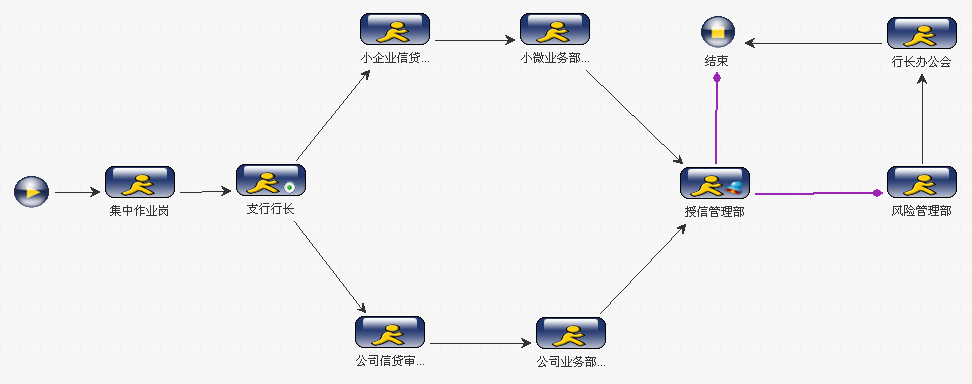 小企业信贷...
小微业务部...
结束
行长办公会
集中作业岗
支行行长
授信管理部
风险管理部
公司信贷审...
公司业务部...